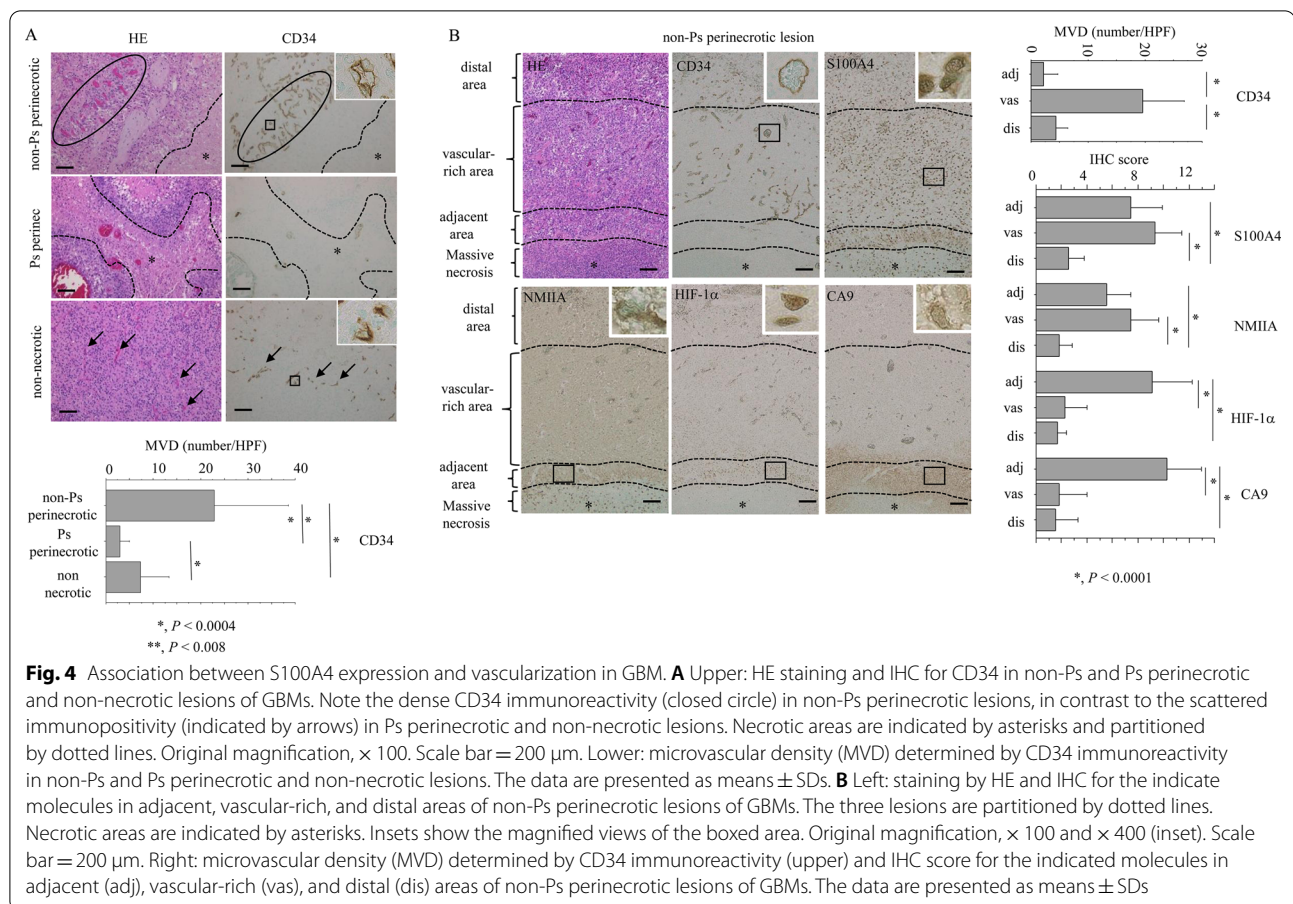 A
HE
CD34
non-Ps perinecrotic
*
*
Ps perinec
*
*
non-necrotic
MVD (number/HPF)
0 10 20 30 40
non-Ps
perinecrotic
Ps
perinecrotic
non
necrotic
*
*
*
*
CD34
*, P < 0.0004
**, P < 0.008
B
non-Ps perinecrotic lesion
distal
area
vascular-
rich area
adjacent
area
Massive
necrosis
HE
CD34
S100A4
*
*
*
distal
area
vascular-
rich area
adjacent
area
Massive
necrosis
NMIIA
HIF-1α
CA9
*
*
*
MVD (number/HPF)
0 10 20 30
adj
vas
dis
*
*
CD34
IHC score
0 4 8 12
adj
vas
dis
*
*
S100A4
adj
vas
dis
*
*
NMIIA
adj
vas
dis
*
*
HIF-1α
adj
vas
dis
*
*
CA9
*, P < 0.0001
Fig. 4 Association between S100A4 expression and vascularization in GBM. A Upper: HE staining and IHC for CD34 in non-Ps and Ps perinecrotic
and non-necrotic lesions of GBMs. Note the dense CD34 immunoreactivity (closed circle) in non-Ps perinecrotic lesions, in contrast to the scattered
immunopositivity (indicated by arrows) in Ps perinecrotic and non-necrotic lesions. Necrotic areas are indicated by asterisks and partitioned
by dotted lines. Original magnification, × 100. Scale bar = 200 μm. Lower: microvascular density (MVD) determined by CD34 immunoreactivity
in non-Ps and Ps perinecrotic and non-necrotic lesions. The data are presented as means ± SDs. B Left: staining by HE and IHC for the indicate
molecules in adjacent, vascular-rich, and distal areas of non-Ps perinecrotic lesions of GBMs. The three lesions are partitioned by dotted lines.
Necrotic areas are indicated by asterisks. Insets show the magnified views of the boxed area. Original magnification, × 100 and × 400 (inset). Scale
bar = 200 μm. Right: microvascular density (MVD) determined by CD34 immunoreactivity (upper) and IHC score for the indicated molecules in
adjacent (adj), vascular-rich (vas), and distal (dis) areas of non-Ps perinecrotic lesions of GBMs. The data are presented as means ± SDs